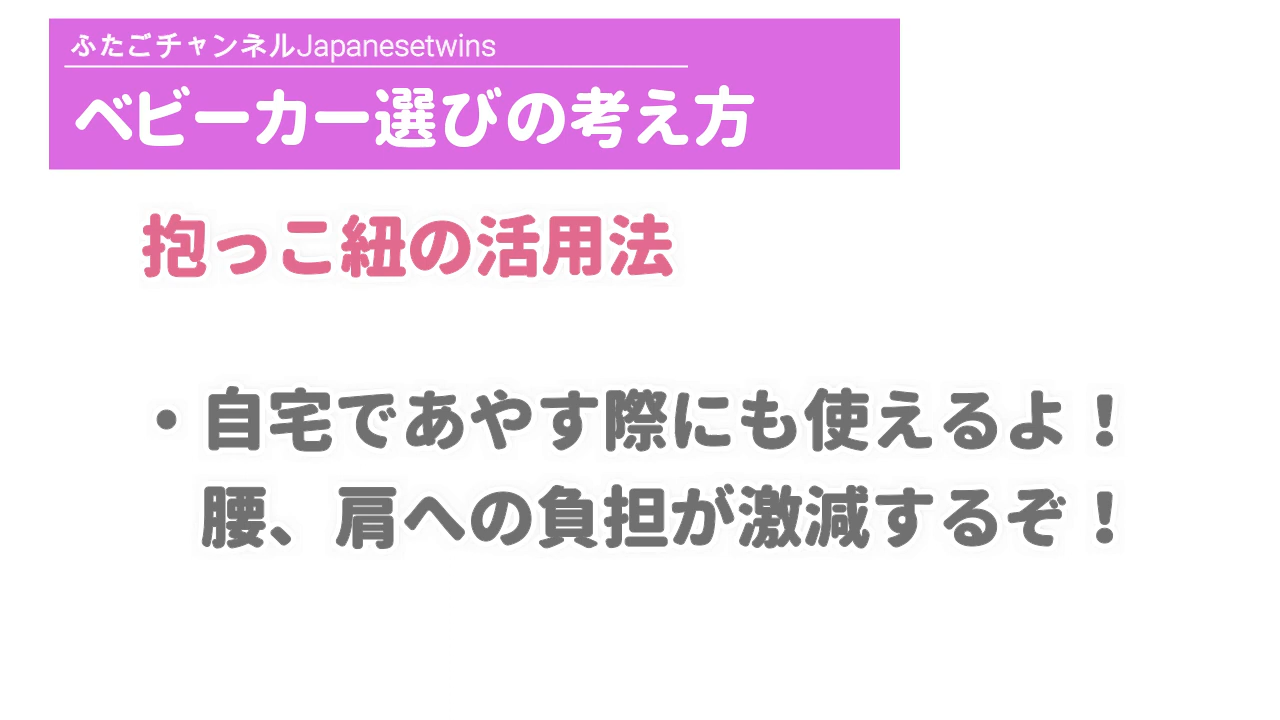 ふたごチャンネルJapanesetwins
ベビーカー選びの考え方
抱っこ紐の活用法
・自宅であやす際にも使えるよ！
腰、肩への負担が激減するぞ！